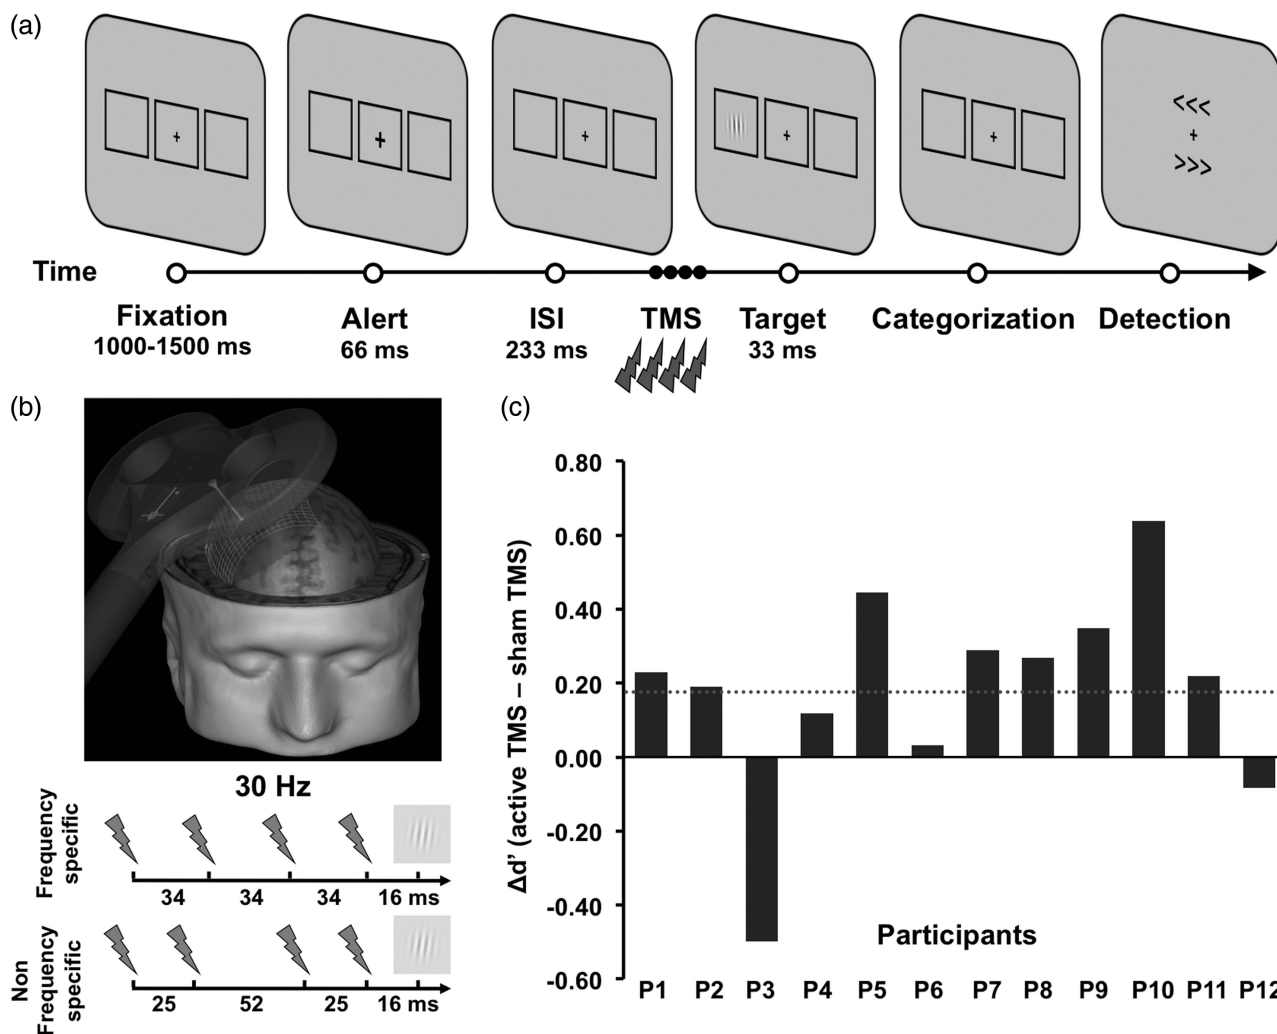 (a)
<<<
+
>>>
Time
Fixation
1000-1500 ms
Alert
66 ms
ISI
233 ms
TMS
Target
33 ms
Categorization
Detection
(b)
30 Hz
Frequency
specific
34 34 34 16 ms
Non
Frequency
specific
25 52 25 16 ms
(c)
Δd’ (active TMS – sham TMS)
0.80
0.60
0.40
0.20
0.00
-0.20
-0.40
-0.60
Participants
P1 P2 P3 P4 P5 P6 P7 P8 P9 P10 P11 P12